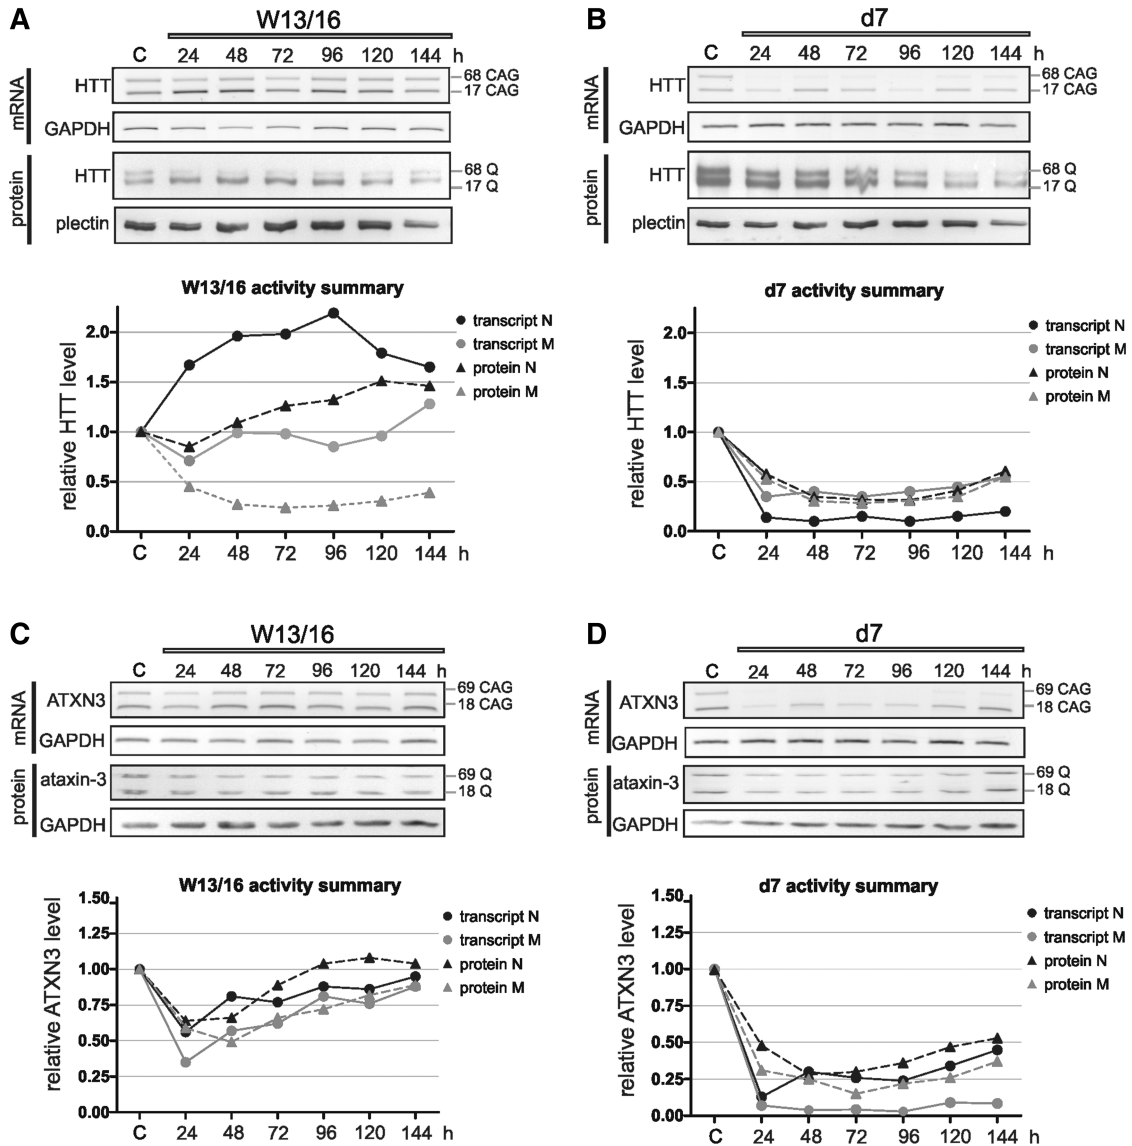 A
W13/16
C 24 48 72 96 120 144 h
mRNA
HTT
68 CAG
17 CAG
GAPDH
protein
HTT
68 Q
17 Q
plectin
W13/16 activity summary
relative HTT level
2.0
1.5
1.0
0.5
0.0
C 24 48 72 96 120 144 h
transcript N
transcript M
protein N
protein M
B
d7
C 24 48 72 96 120 144 h
mRNA
HTT
68 CAG
17 CAG
GAPDH
protein
HTT
68 Q
17 Q
plectin
d7 activity summary
relative HTT level
2.0
1.5
1.0
0.5
0.0
C 24 48 72 96 120 144 h
transcript N
transcript M
protein N
protein M
C
W13/16
C 24 48 72 96 120 144 h
mRNA
ATXN3
69 CAG
18 CAG
GAPDH
protein
ataxin-3
69 Q
18 Q
GAPDH
W13/16 activity summary
relative ATXN3 level
1.50
1.25
1.00
0.75
0.50
0.25
0.00
C 24 48 72 96 120 144 h
transcript N
transcript M
protein N
protein M
D
d7
C 24 48 72 96 120 144 h
mRNA
ATXN3
69 CAG
18 CAG
GAPDH
protein
ataxin-3
69 Q
18 Q
GAPDH
d7 activity summary
relative ATXN3 level
1.50
1.25
1.00
0.75
0.50
0.25
0.00
C 24 48 72 96 120 144 h
transcript N
transcript M
protein N
protein M